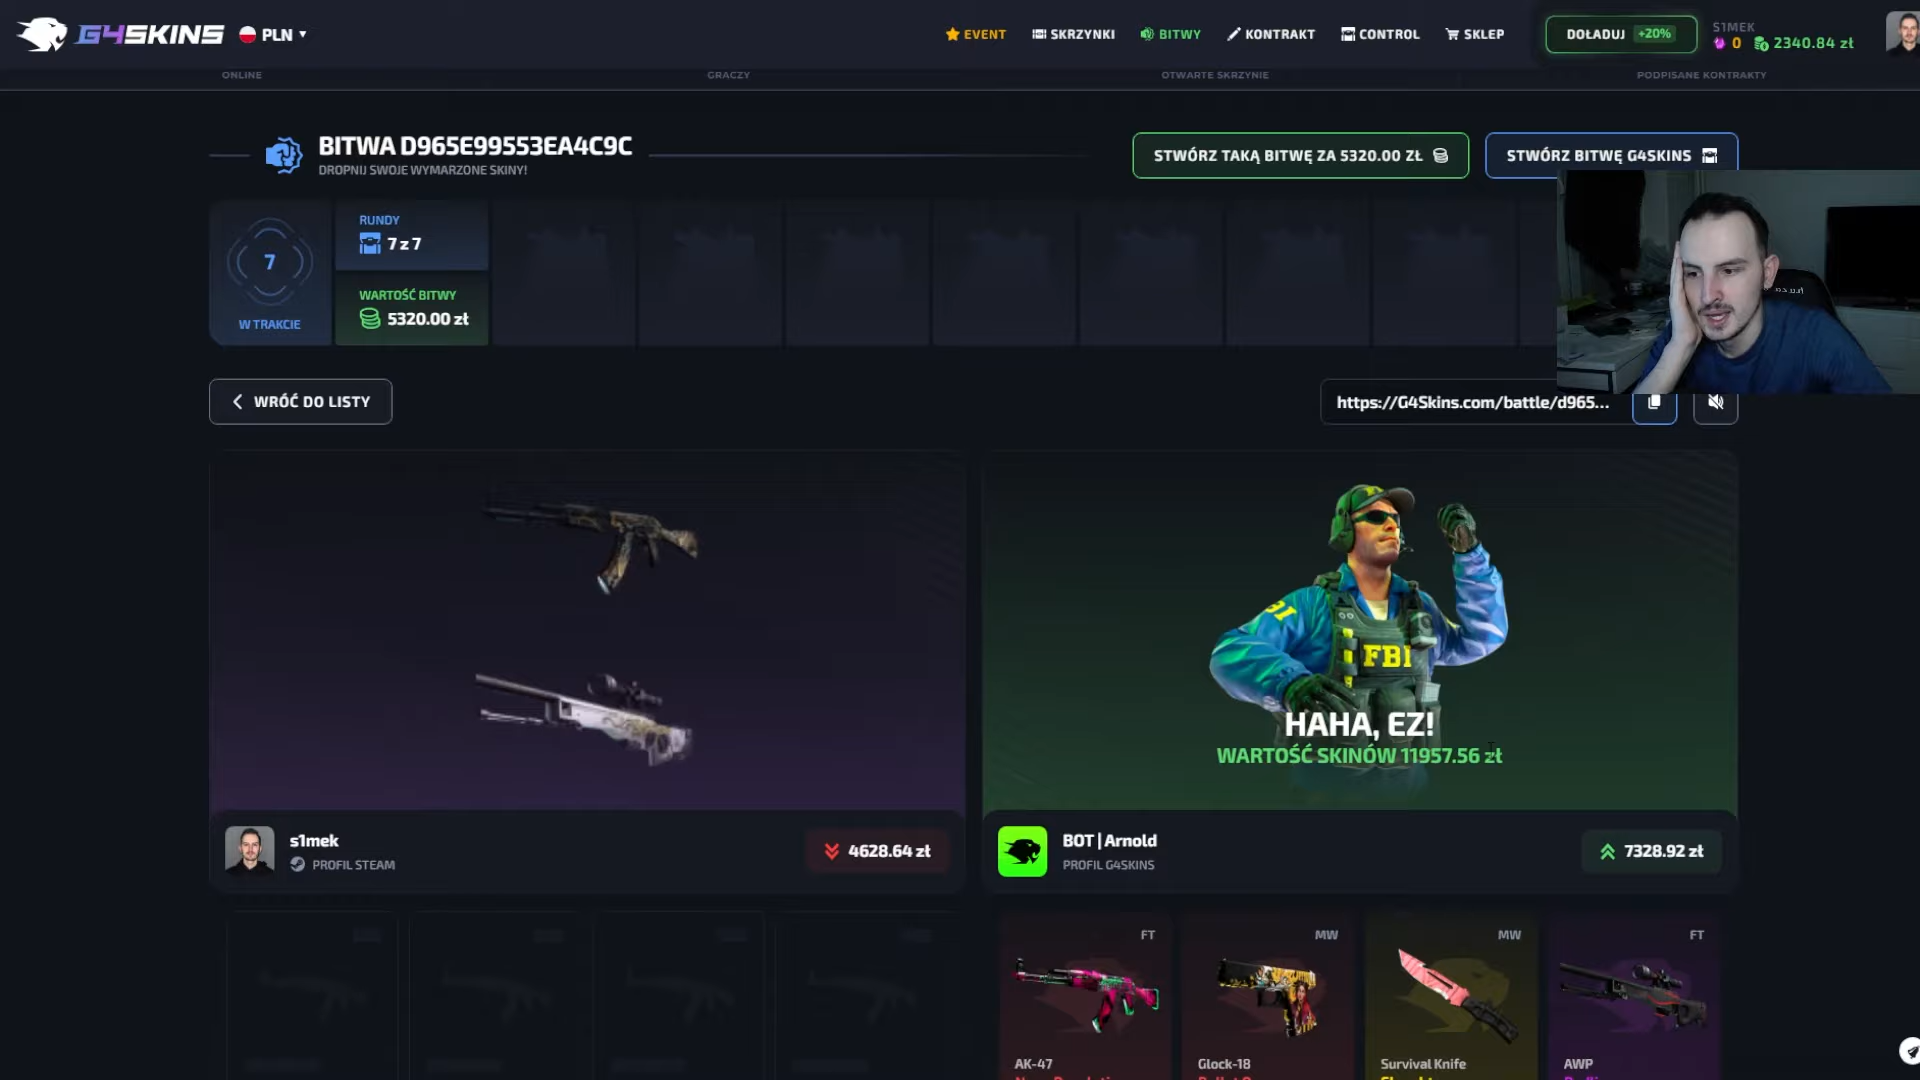 G4SKINS
PLN
EVENT
SKRZYNKI
BITWY
KONTRAKT
CONTROL
SKLEP
DOŁADUJ +20%
S1MEK
0 2340.84 zł
ONLINE
GRACZY
OTWARTE SKRZYNIE
PODPISANE KONTRAKTY
BITWA D965E99553EA4C9C
DROPNIJ SWOJE WYMARZONE SKINY!
STWÓRZ TAKĄ BITWĘ ZA 5320.00 ZŁ
STWÓRZ BITWĘ G4SKINS
7
W TRAKCIE
RUNDY
7 z 7
WARTOŚĆ BITWY
5320.00 zł
WRÓĆ DO LISTY
https://G4Skins.com/battle/d965...
FBI
HAHA, EZ!
WARTOŚĆ SKINÓW 11957.56 zł
s1mek
PROFIL STEAM
4628.64 zł
BOT | Arnold
PROFIL G4SKINS
7328.92 zł
FT
MW
MW
FT
AK-47
Glock-18
Survival Knife
AWP